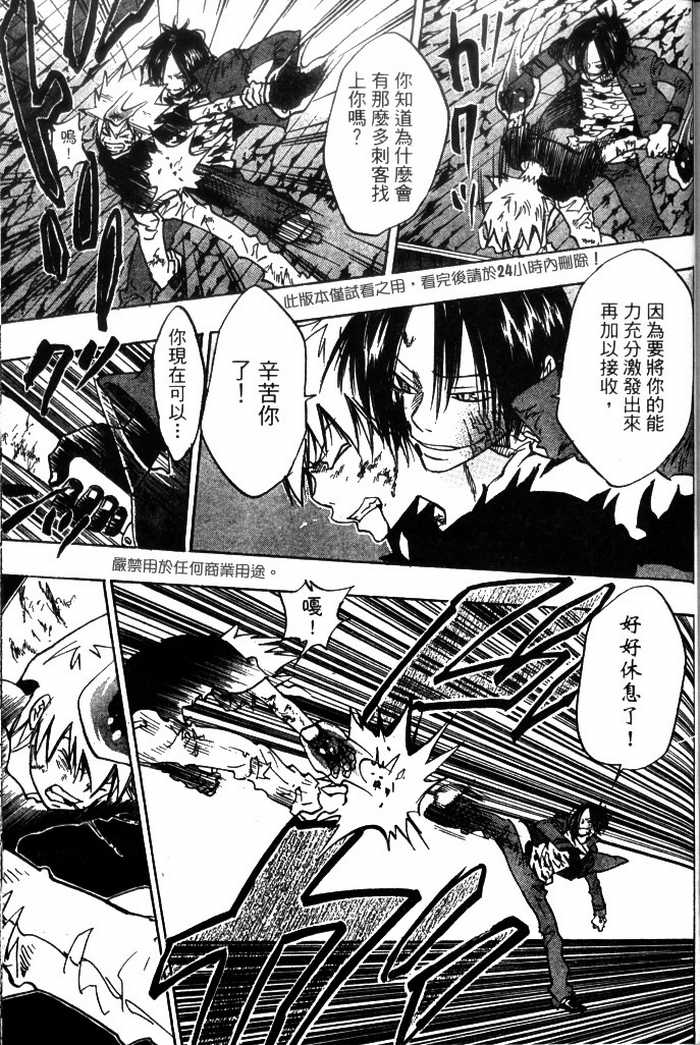 你知道為什麼會
有那麼多刺客找
上你嗎？
嗚！
此版本僅試看之用，看完後請於24小時內刪除！
因為要將你的能
力充分激發出來
再加以接收，
辛苦你
了！
你現在可以…
嚴禁用於任何商業用途。
嘎！
好好休息了！